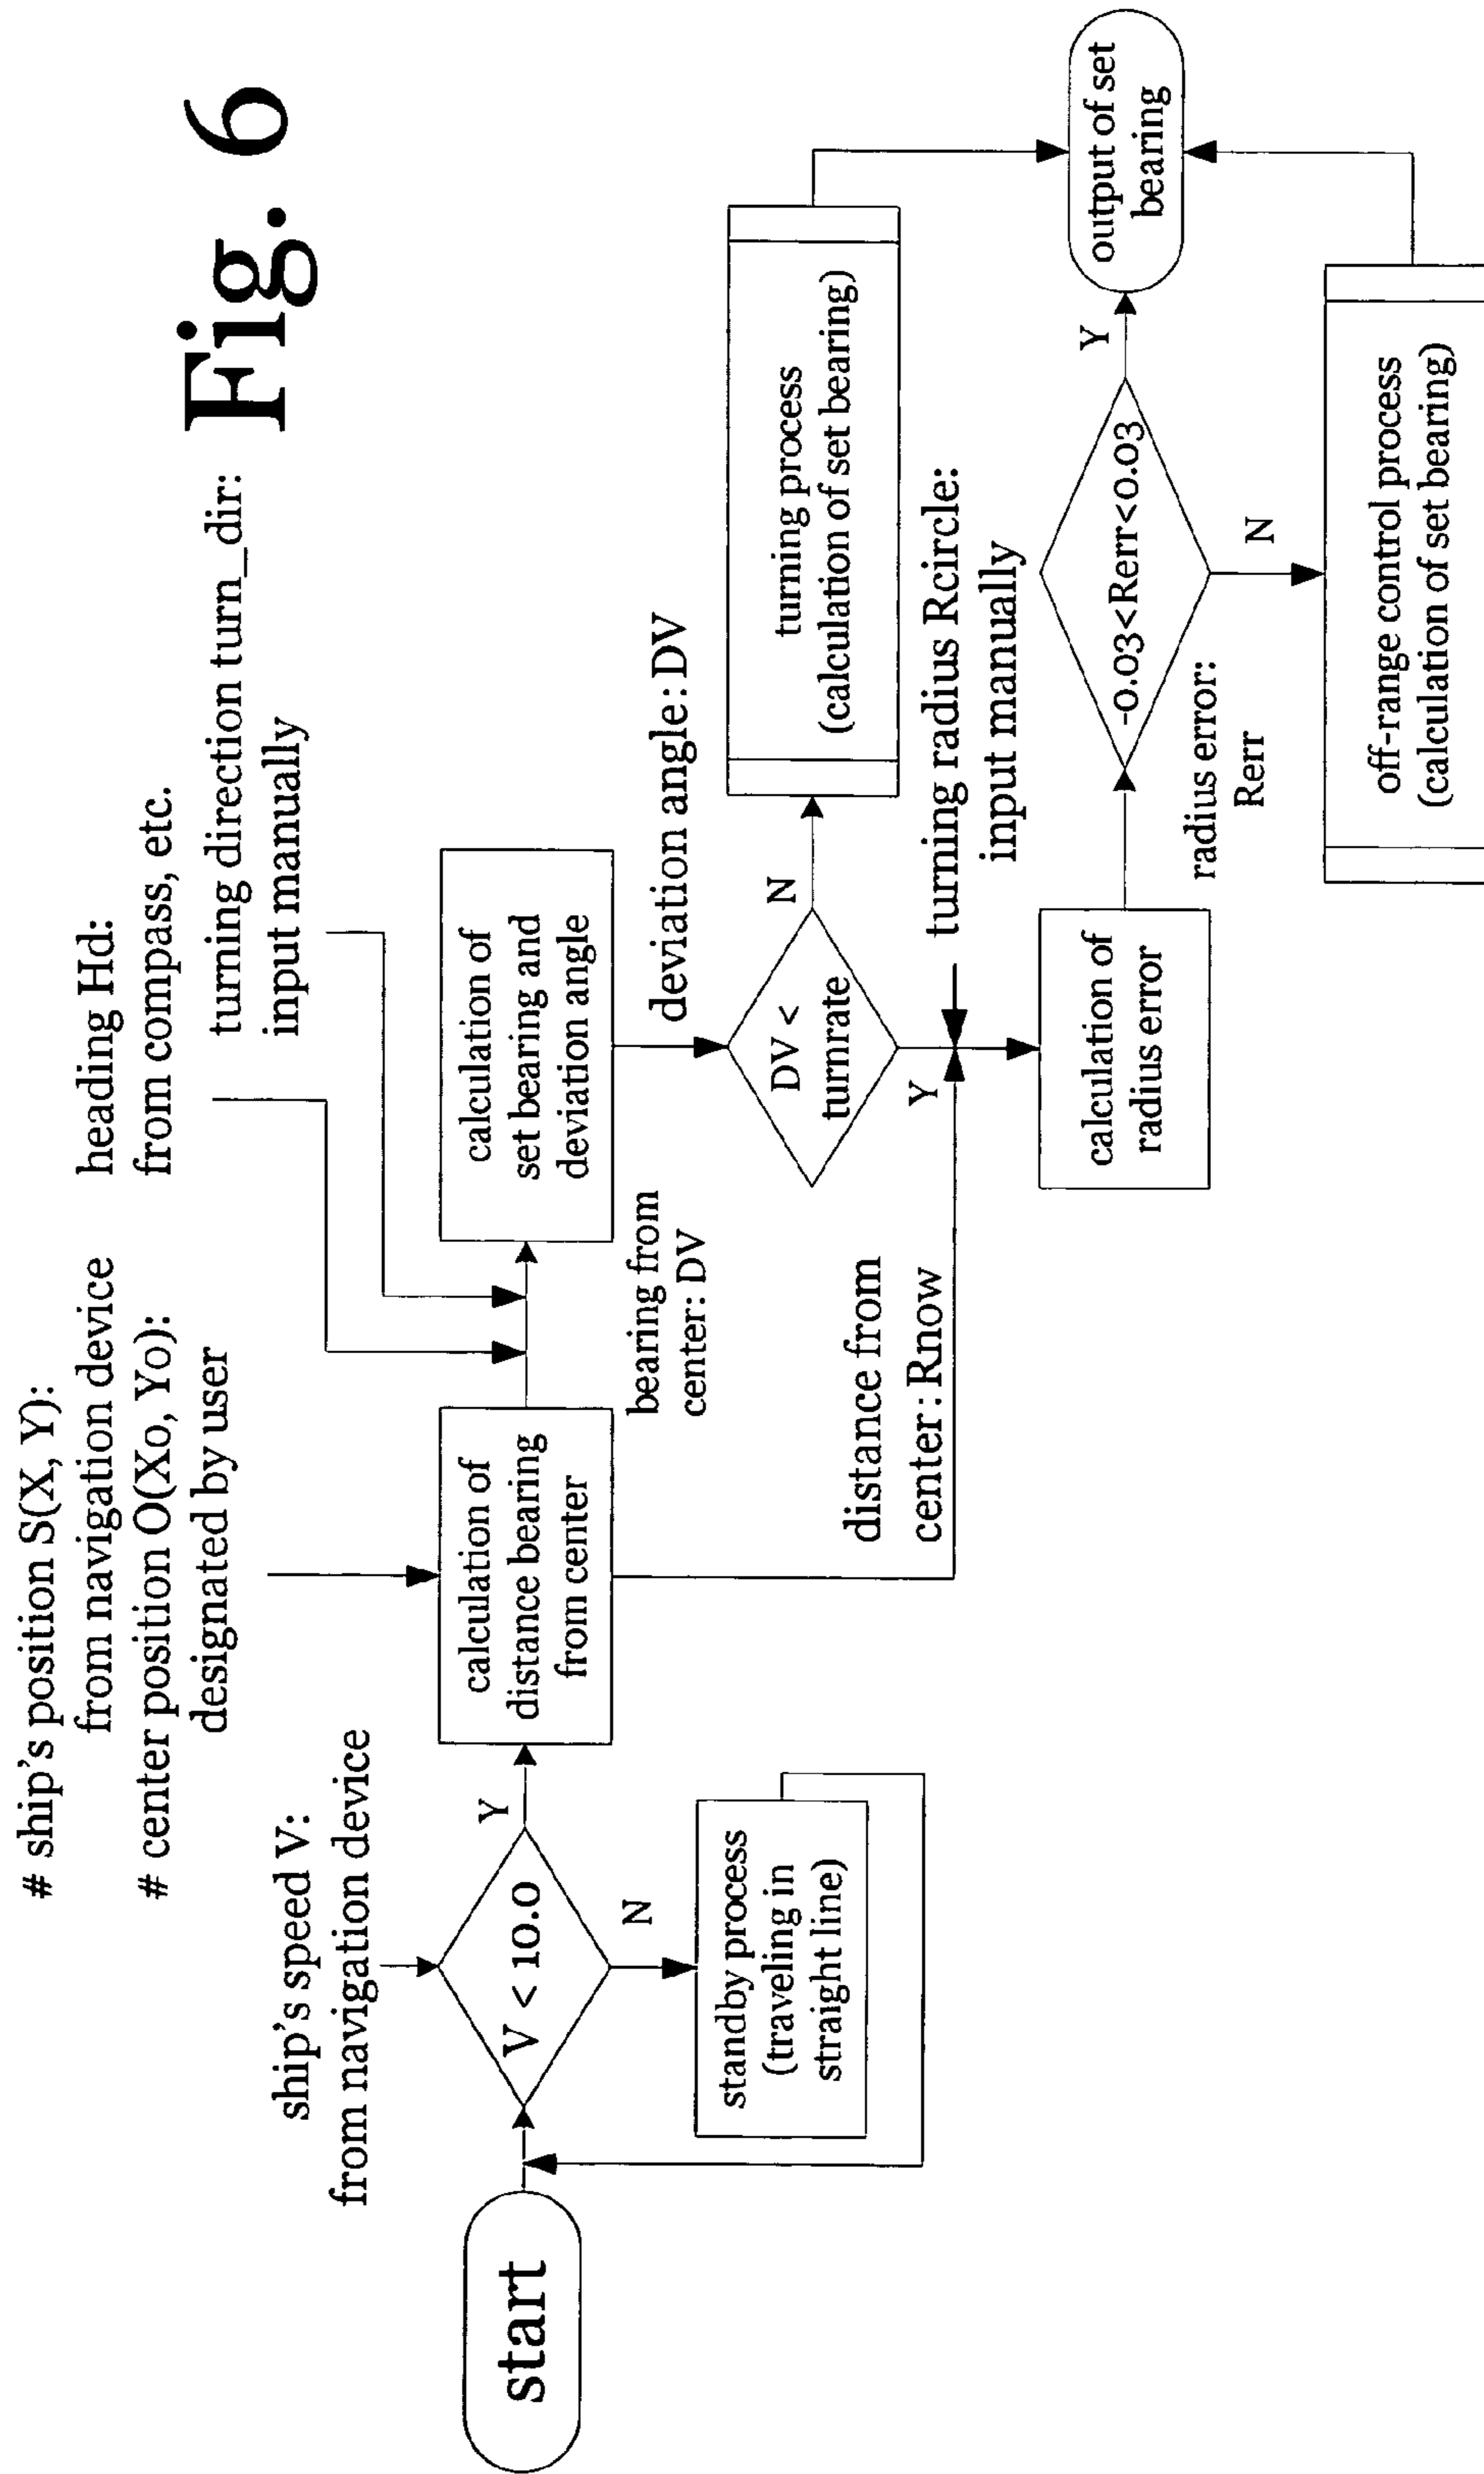 Fig. 6
# ship's position S(X, Y):
from navigation device
# center position O(Xo, Yo):
designated by user
heading Hd:
from compass, etc.
turning direction turn_dir:
input manually
ship's speed V:
from navigation device
start
V < 10.0
Y
N
standby process
(traveling in
straight line)
calculation of
distance bearing
from center
bearing from
center: DV
calculation of
set bearing and
deviation angle
deviation angle: DV
DV <
turnrate
N
Y
turning process
(calculation of set bearing)
distance from
center: Rnow
turning radius Rcircle:
input manually
calculation of
radius error
radius error:
Rerr
-0.03<Rerr<0.03
Y
N
output of set
bearing
off-range control process
(calculation of set bearing)